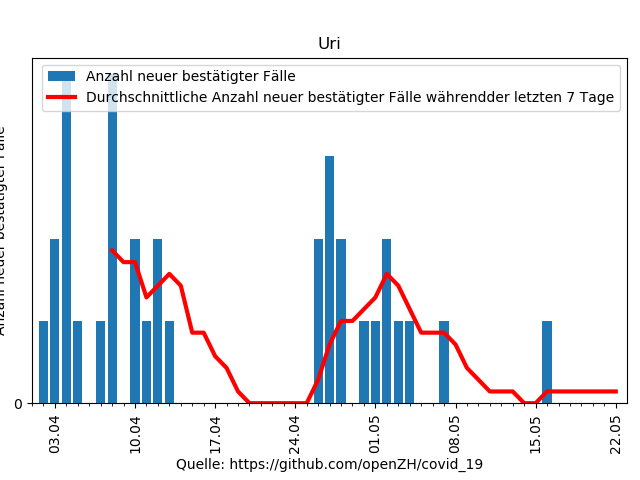 Uri
Anzahl neuer bestätigter Fälle
Durchschnittliche Anzahl neuer bestätigter Fälle währendder letzten 7 Tage
Anzahl neuer bestätigter Fälle
0
03.04
10.04
17.04
24.04
01.05
08.05
15.05
22.05
Quelle: https://github.com/openZH/covid_19